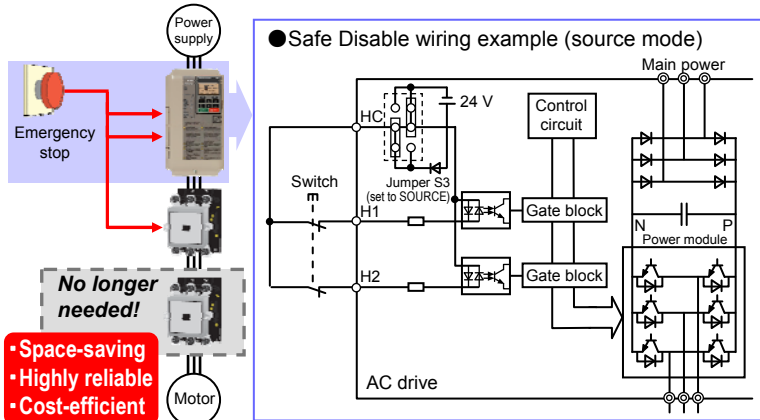 Power
supply
Emergency
stop
No longer
needed!
▪Space-saving
▪Highly reliable
▪Cost-efficient
Motor
●Safe Disable wiring example (source mode)
Main power
24 V
HC
Control
circuit
Jumper S3
(set to SOURCE)
Switch
H1
Gate block
N
P
Power module
H2
Gate block
AC drive